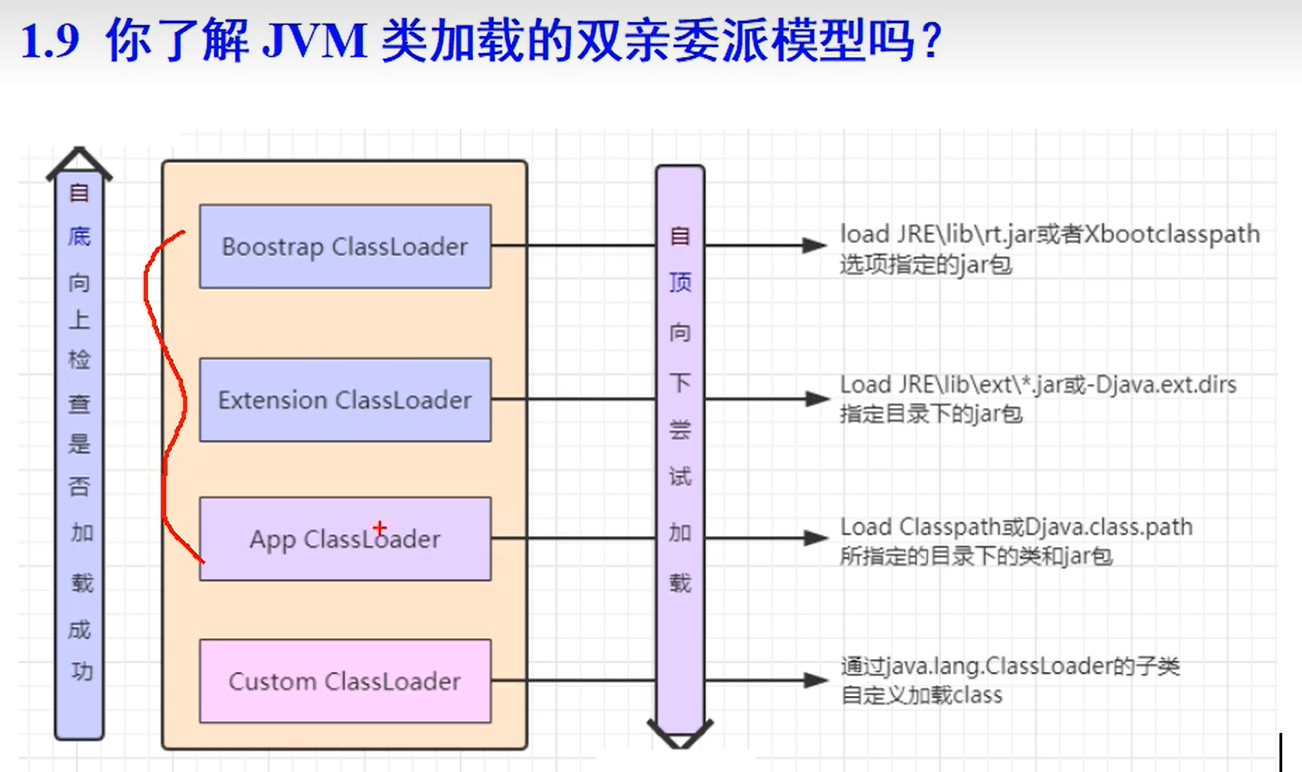 1.9 你了解 JVM 类加载的双亲委派模型吗？
自底向上检查是否加载成功
Boostrap ClassLoader
Extension ClassLoader
App ClassLoader
Custom ClassLoader
自顶向下尝试加载
load JRE\lib\rt.jar或者Xbootclasspath
选项指定的jar包
Load JRE\lib\ext\*.jar或-Djava.ext.dirs
指定目录下的jar包
Load Classpath或Djava.class.path
所指定的目录下的类和jar包
通过java.lang.ClassLoader的子类
自定义加载class